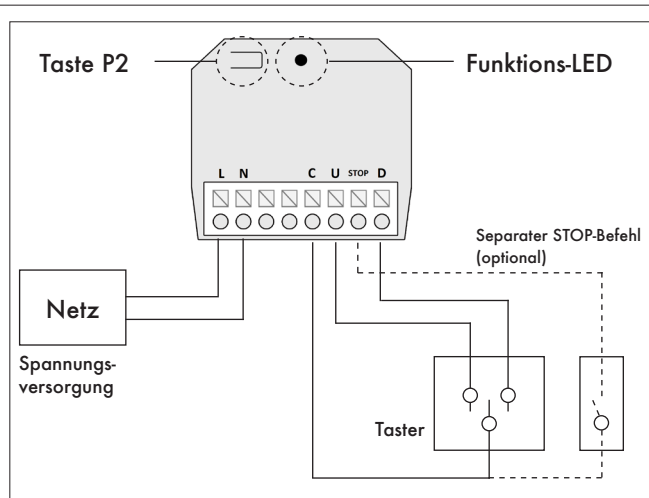 Taste P2
Funktions-LED
L N C U STOP D
Separater STOP-Befehl
(optional)
Netz
Spannungs-
versorgung
Taster